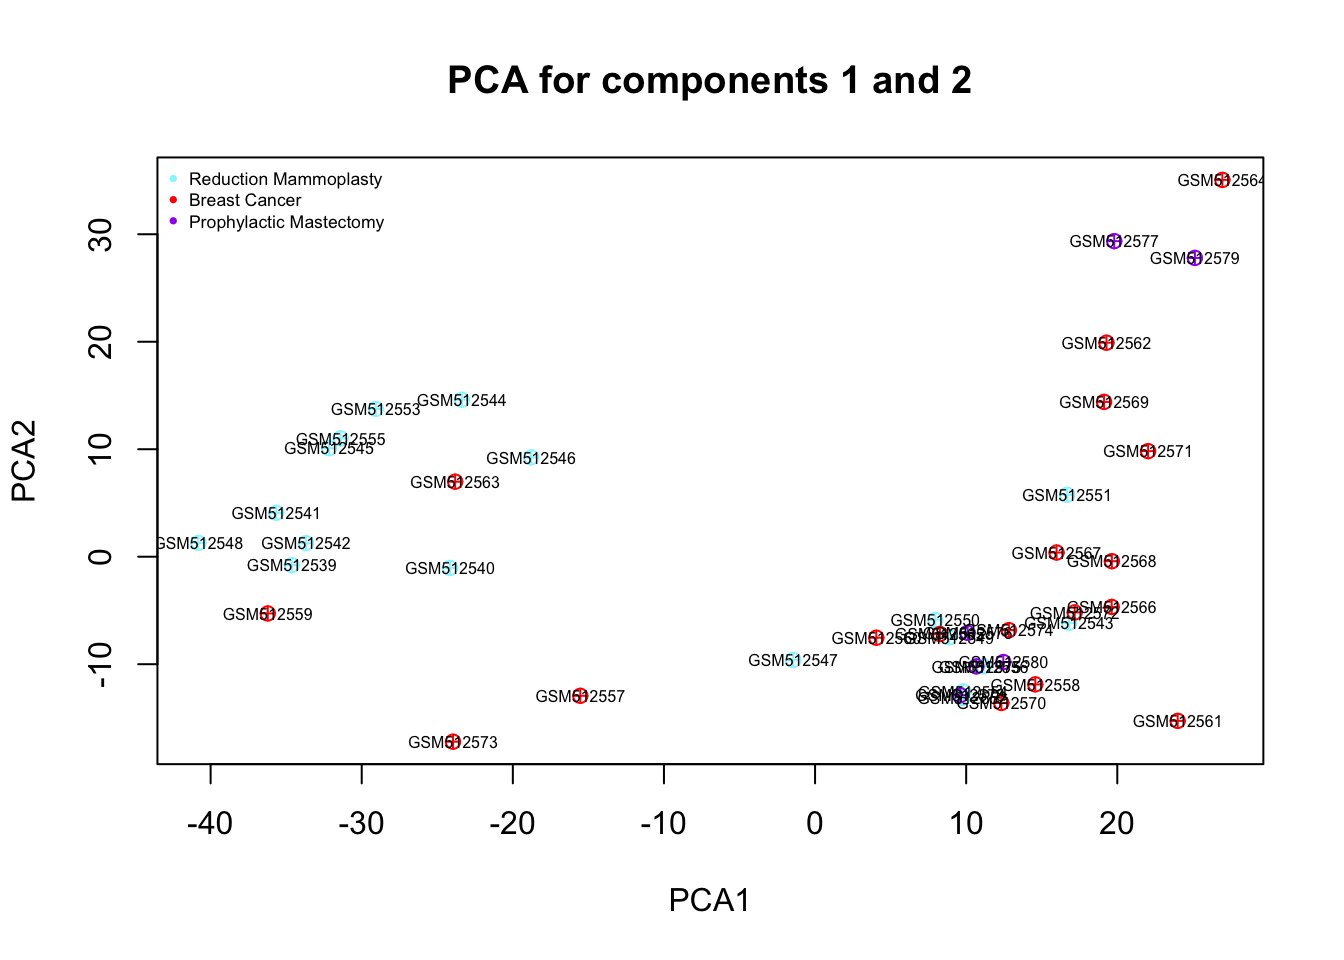 PCA for components 1 and 2
Reduction Mammoplasty
Breast Cancer
Prophylactic Mastectomy
GSM512564
GSM512577
GSM512579
GSM512562
GSM512569
GSM512571
GSM512553
GSM512544
GSM512555
GSM512545
GSM512546
GSM512563
GSM512551
GSM512541
GSM512548
GSM512542
GSM512539
GSM512540
GSM512567
GSM512568
GSM512559
GSM512566
GSM512550
GSM512543
GSM512574
GSM512547
GSM512580
GSM512557
GSM512558
GSM512570
GSM512573
GSM512561
30
20
10
0
-10
PCA2
-40
-30
-20
-10
0
10
20
PCA1